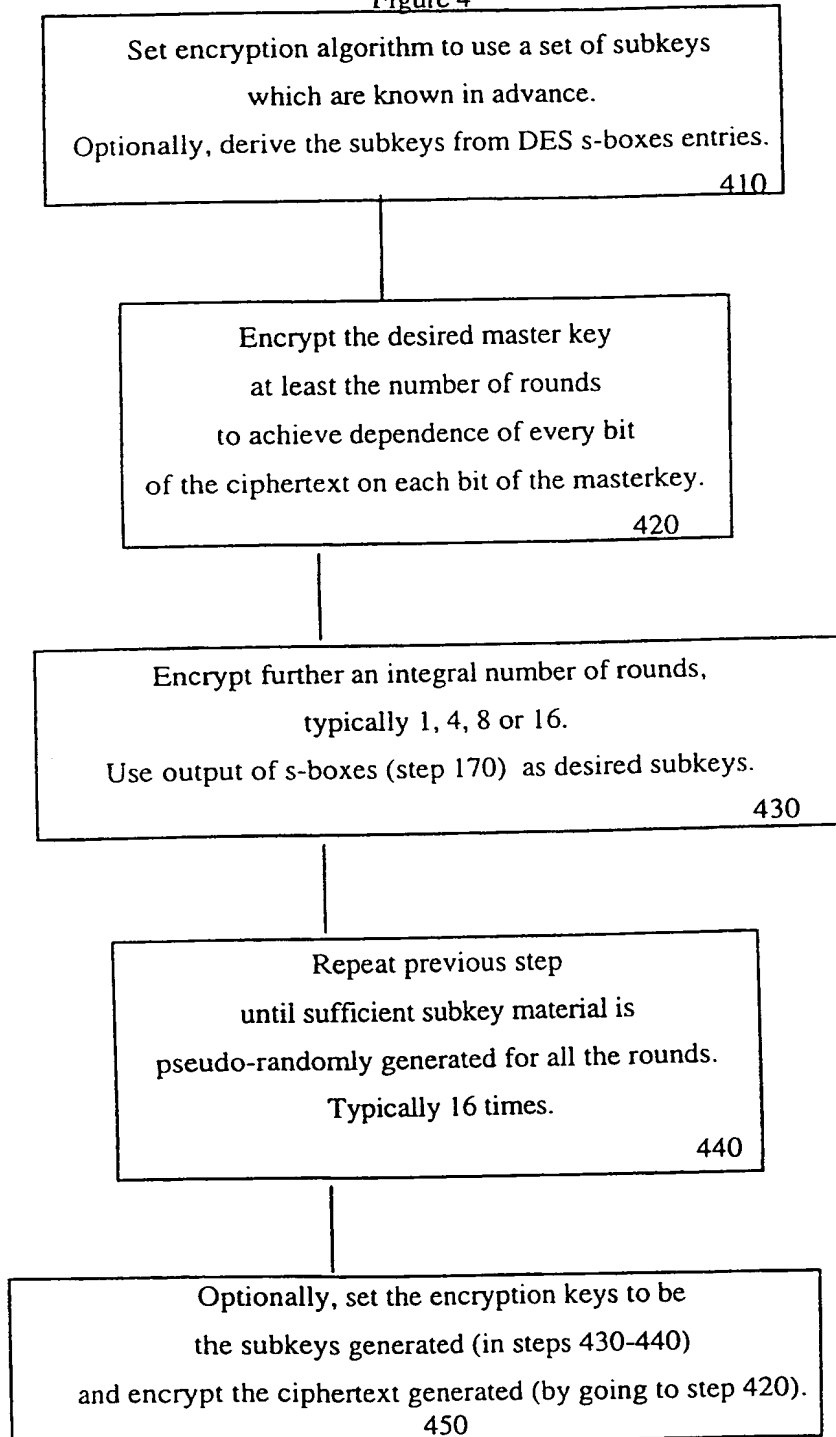 Figure 4
Set encryption algorithm to use a set of subkeys
which are known in advance.
Optionally, derive the subkeys from DES s-boxes entries.
410
Encrypt the desired master key
at least the number of rounds
to achieve dependence of every bit
of the ciphertext on each bit of the masterkey.
420
Encrypt further an integral number of rounds,
typically 1, 4, 8 or 16.
Use output of s-boxes (step 170) as desired subkeys.
430
Repeat previous step
until sufficient subkey material is
pseudo-randomly generated for all the rounds.
Typically 16 times.
440
Optionally, set the encryption keys to be
the subkeys generated (in steps 430-440)
and encrypt the ciphertext generated (by going to step 420).
450